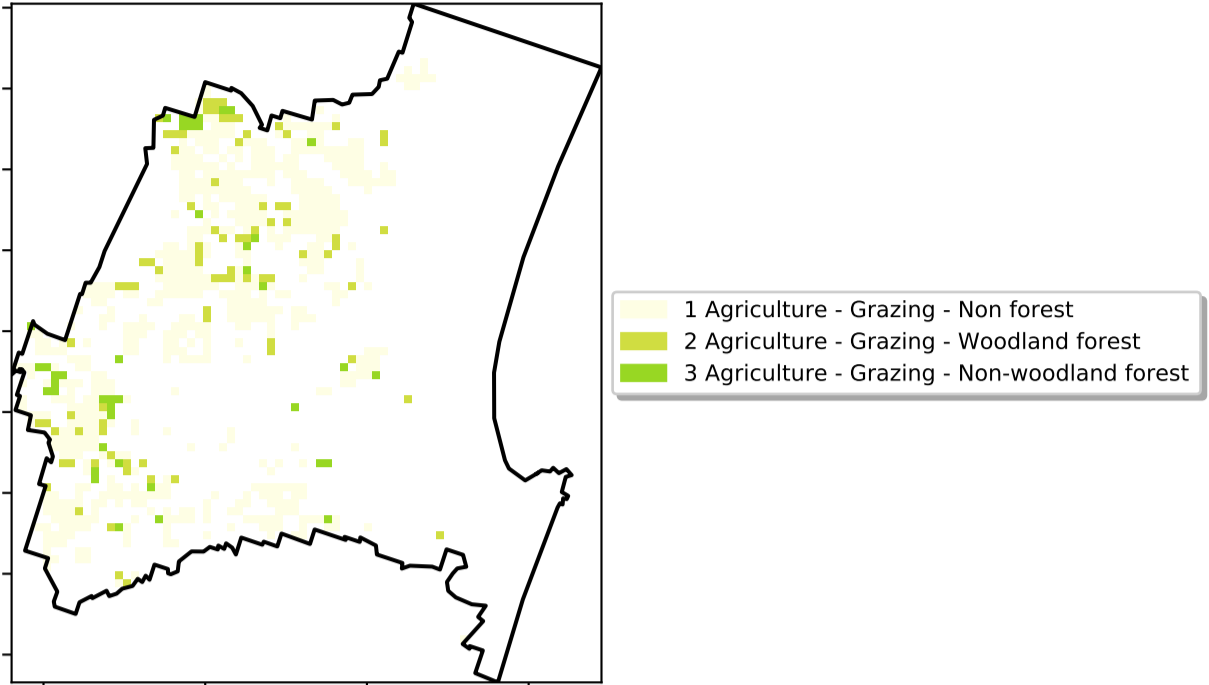 1 Agriculture - Grazing - Non forest
2 Agriculture - Grazing - Woodland forest
3 Agriculture - Grazing - Non-woodland forest